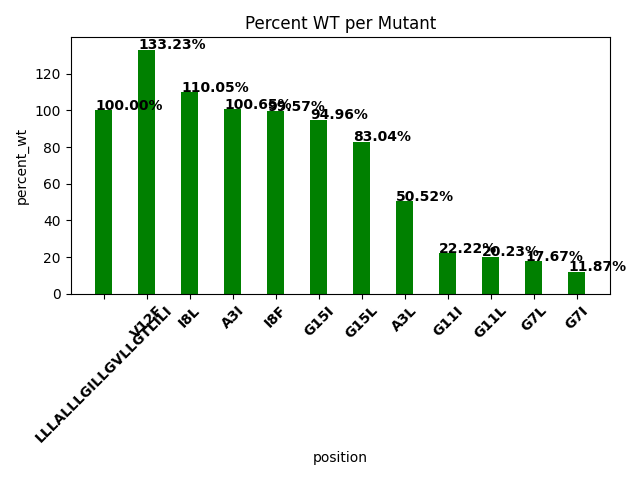 Percent WT per Mutant
percent_wt
120
100
80
60
40
20
0
100.00%
133.23%
110.05%
100.65%
99.57%
94.96%
83.04%
50.52%
22.22%
20.23%
17.67%
11.87%
LLLALLLGILLGVLLGTLILI
V12F
I8L
A3I
I8F
G15I
G15L
A3L
G11I
G11L
G7L
G7I
position